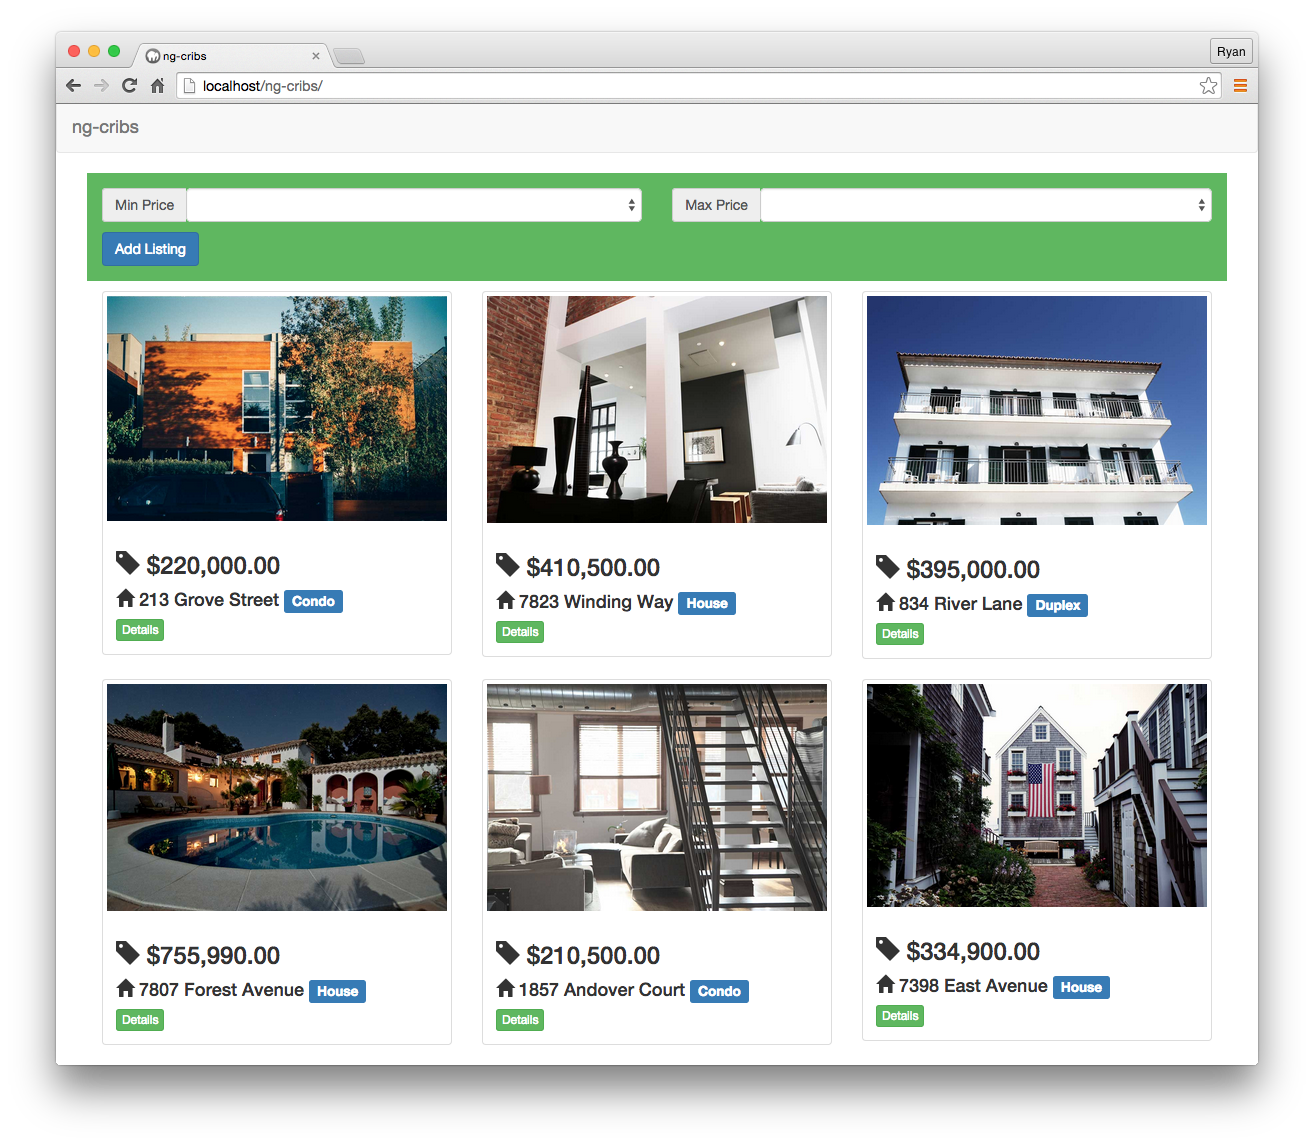 ng-cribs
Ryan
localhost/ng-cribs/
ng-cribs
Min Price
Max Price
Add Listing
$220,000.00
213 Grove Street Condo
Details
$410,500.00
7823 Winding Way House
Details
$395,000.00
834 River Lane Duplex
Details
$755,990.00
7807 Forest Avenue House
Details
$210,500.00
1857 Andover Court Condo
Details
$334,900.00
7398 East Avenue House
Details